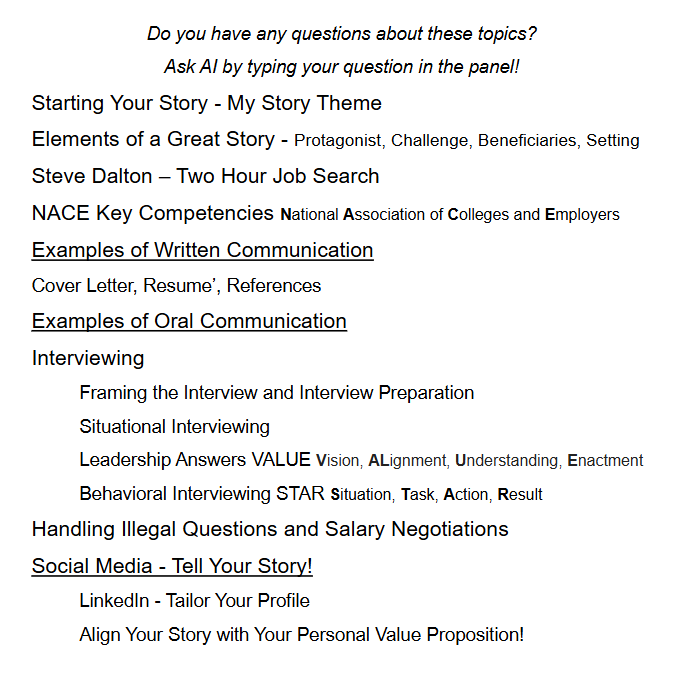 Do you have any questions about these topics?
Ask AI by typing your question in the panel!
Starting Your Story - My Story Theme
Elements of a Great Story - Protagonist, Challenge, Beneficiaries, Setting
Steve Dalton – Two Hour Job Search
NACE Key Competencies National Association of Colleges and Employers
Examples of Written Communication
Cover Letter, Resume’, References
Examples of Oral Communication
Interviewing
Framing the Interview and Interview Preparation
Situational Interviewing
Leadership Answers VALUE Vision, ALignment, Understanding, Enactment
Behavioral Interviewing STAR Situation, Task, Action, Result
Handling Illegal Questions and Salary Negotiations
Social Media - Tell Your Story!
LinkedIn - Tailor Your Profile
Align Your Story with Your Personal Value Proposition!